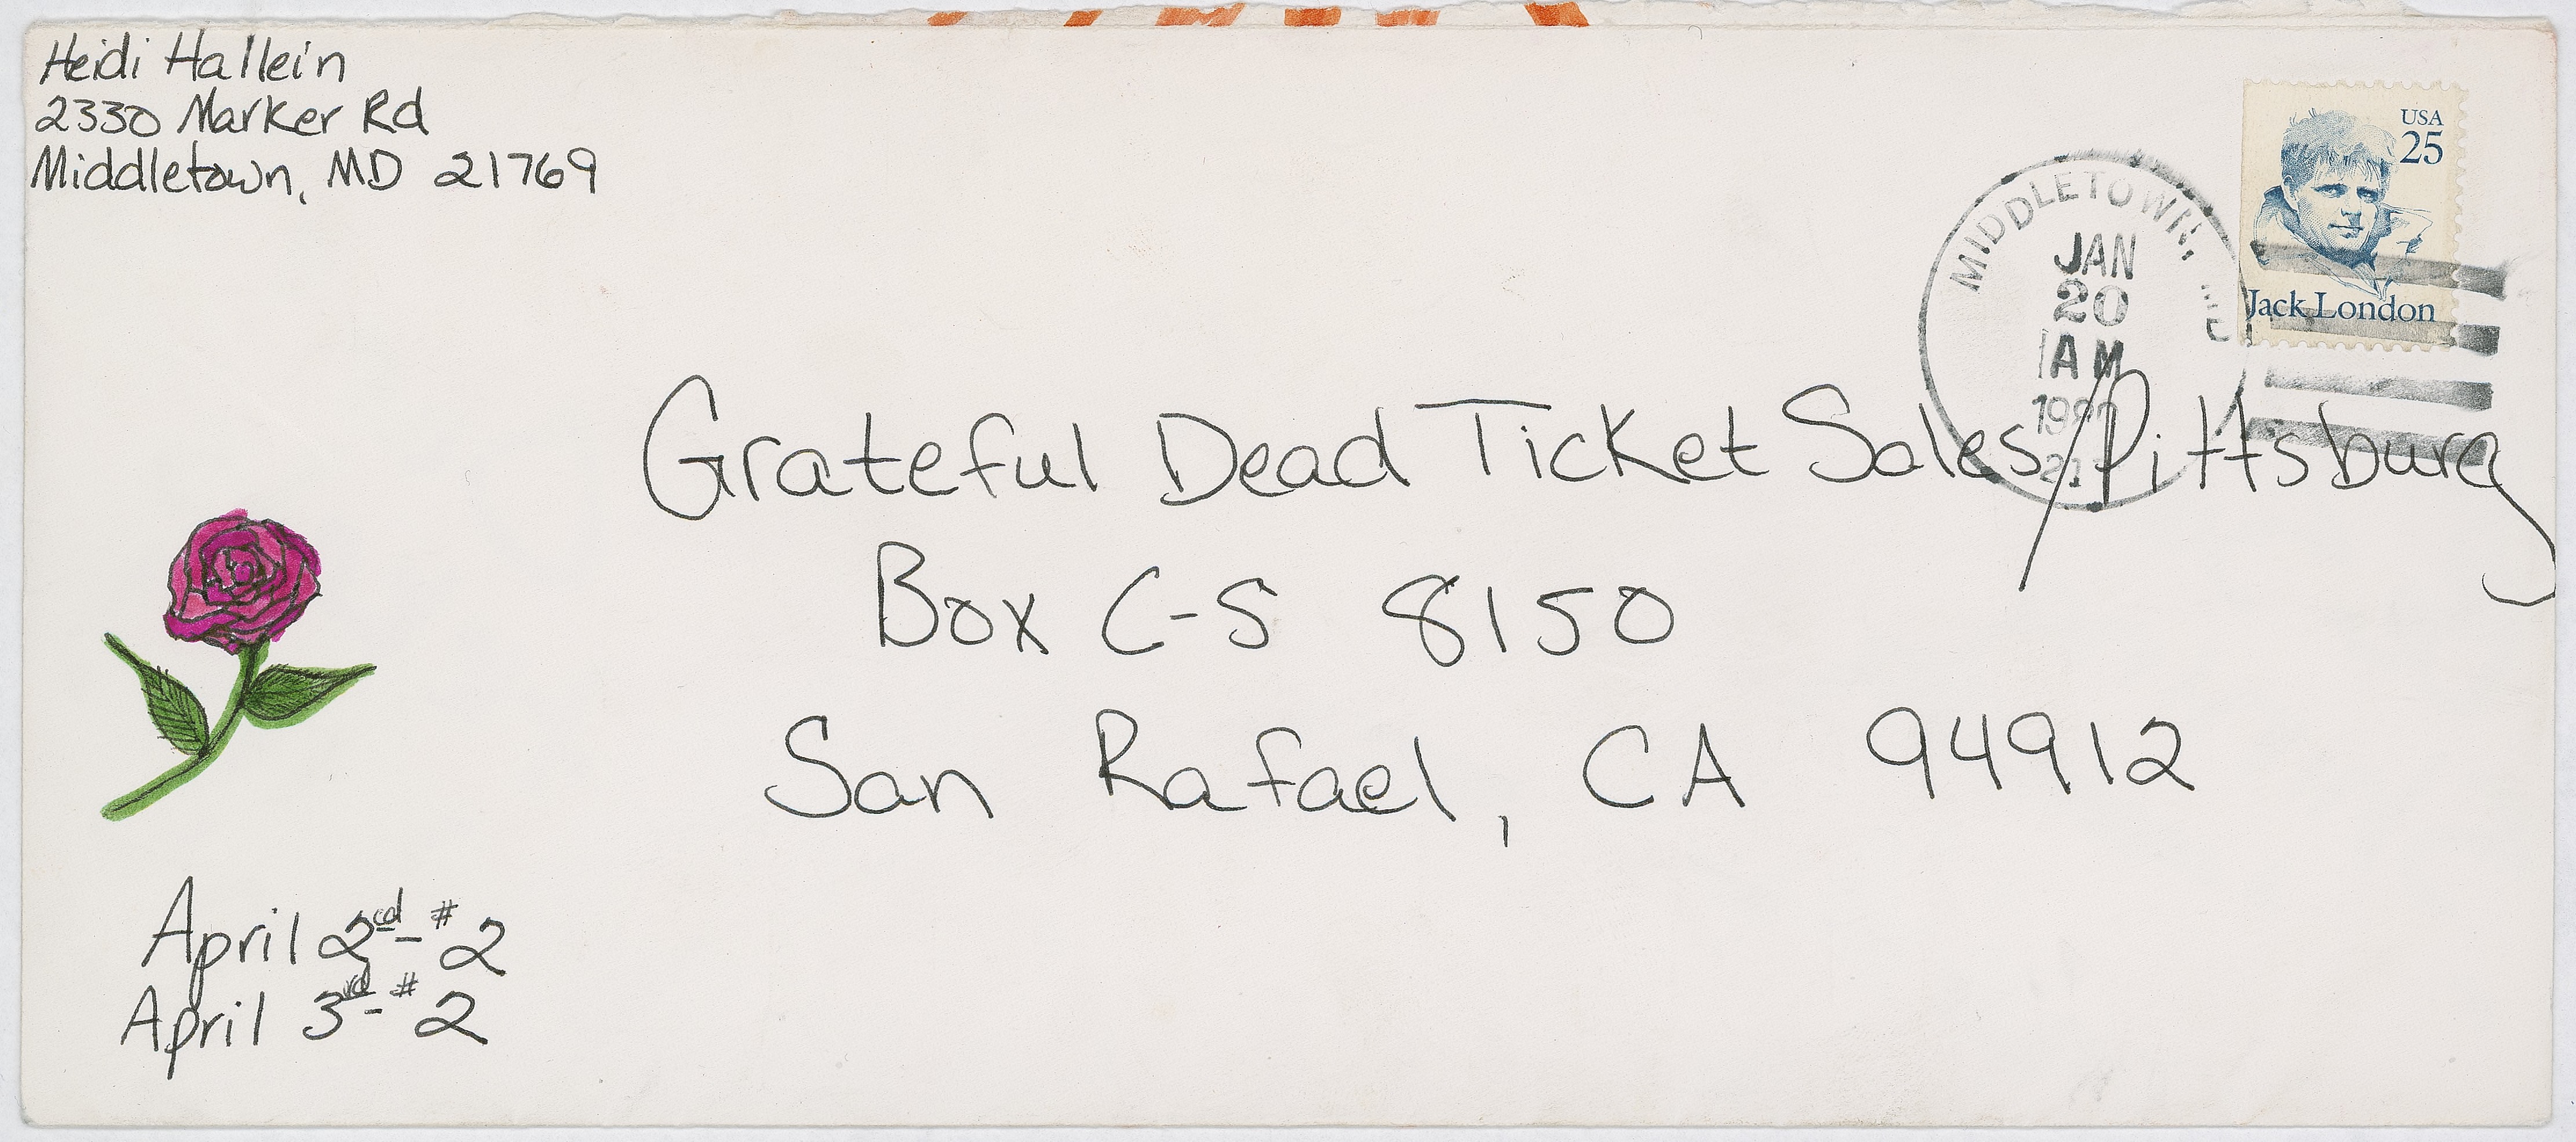 Heidi Hallein
2330 Marker Rd
Middletown, MD 21769
USA
25
Jack London
MIDDLETOWN,
JAN
20
AM
Grateful Dead Ticket Sales/Pittsburg
Box C-S 8150
San Rafael, CA 94912
April 2cd - #2
April 3rd - #2